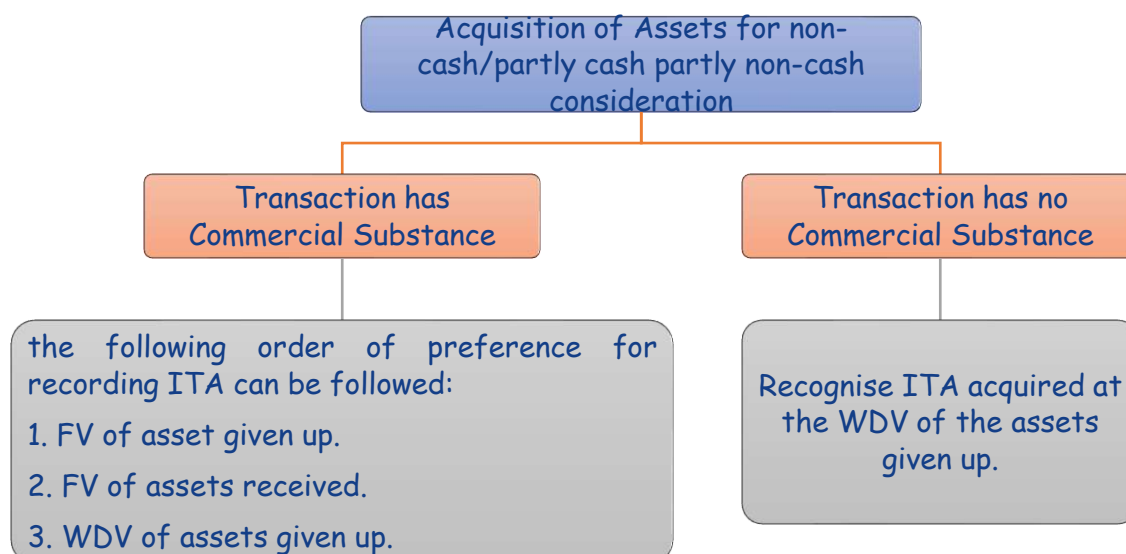 Acquisition of Assets for non-
cash/partly cash partly non-cash
consideration
Transaction has
Commercial Substance
Transaction has no
Commercial Substance
the following order of preference for
recording ITA can be followed:
1. FV of asset given up.
2. FV of assets received.
3. WDV of assets given up.
Recognise ITA acquired at
the WDV of the assets
given up.